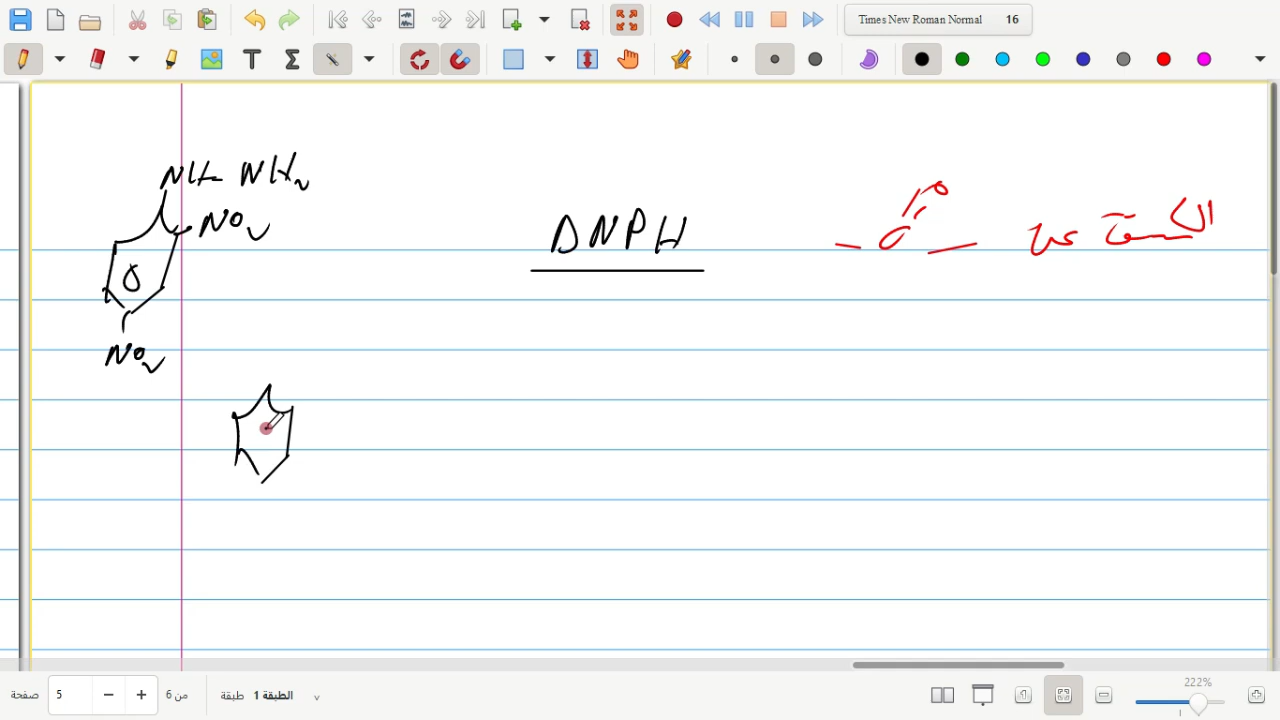 Times New Roman Normal 16
NH- NH2
NO2
DNPH
O
C
الكشف عن
NO2
صفحة 5 من 6
طبقة الطبقة 1
222%